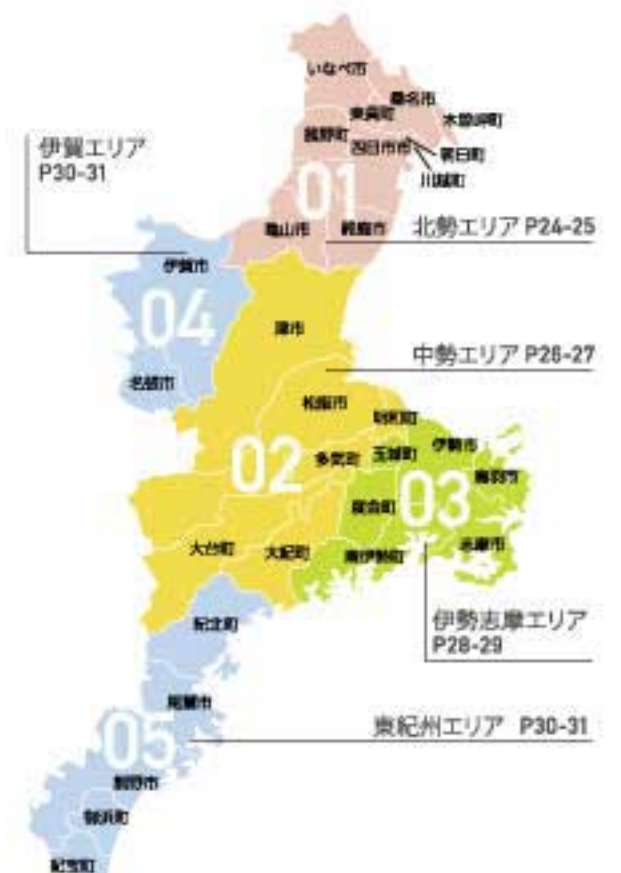 いなべ市
桑名市
東員町
木曽岬町
菰野町
四日市市
朝日町
川越町
伊賀エリア
P30-31
01
亀山市
鈴鹿市
北勢エリア P24-25
伊賀市
04
津市
中勢エリア P26-27
名張市
松阪市
明和町
02
多気町
玉城町
伊勢市
鳥羽市
03
度会町
大台町
大紀町
南伊勢町
志摩市
伊勢志摩エリア
P28-29
紀北町
尾鷲市
05
東紀州エリア P30-31
熊野市
御浜町
紀宝町